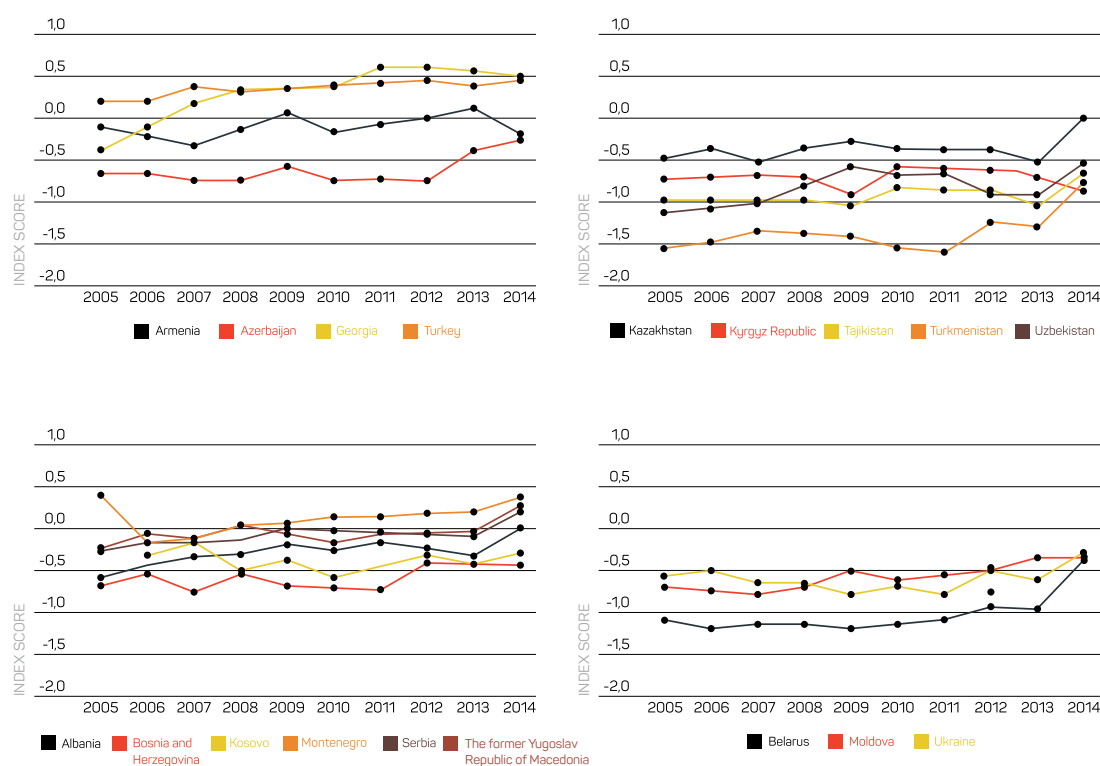 1,0
0,5
0,0
-0,5
-1,0
-1,5
-2,0
INDEX SCORE
2005 2006 2007 2008 2009 2010 2011 2012 2013 2014
Armenia Azerbaijan Georgia Turkey
1,0
0,5
0,0
-0,5
-1,0
-1,5
-2,0
INDEX SCORE
2005 2006 2007 2008 2009 2010 2011 2012 2013 2014
Kazakhstan Kyrgyz Republic Tajikistan Turkmenistan Uzbekistan
1,0
0,5
0,0
-0,5
-1,0
-1,5
-2,0
INDEX SCORE
2005 2006 2007 2008 2009 2010 2011 2012 2013 2014
Albania
Bosnia and
Herzegovina
Kosovo
Montenegro
Serbia
The former Yugoslav
Republic of Macedonia
1,0
0,5
0,0
-0,5
-1,0
-1,5
-2,0
INDEX SCORE
2005 2006 2007 2008 2009 2010 2011 2012 2013 2014
Belarus Moldova Ukraine